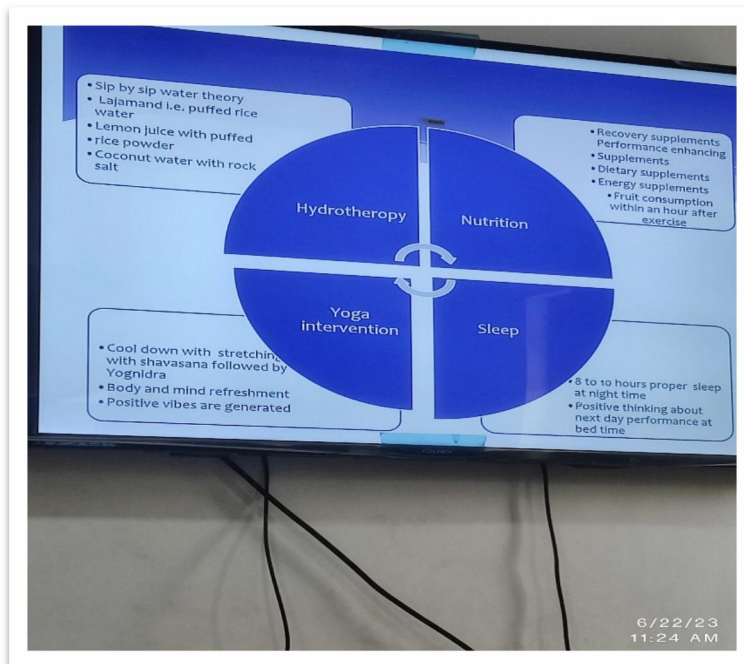 • Sip by sip water theory
• Lajamand i.e. puffed rice
water
• Lemon juice with puffed
• rice powder
• Coconut water with rock
salt
• Recovery supplements
Performance enhancing
• Supplements
• Dietary supplements
• Energy supplements
• Fruit consumption
within an hour after
exercise
Hydrotheropy
Nutrition
Yoga
intervention
Sleep
• Cool down with stretching
with shavasana followed by
Yognidra
• Body and mind refreshment
• Positive vibes are generated
• 8 to 10 hours proper sleep
at night time
• Positive thinking about
next day performance at
bed time
6/22/23
11:24 AM